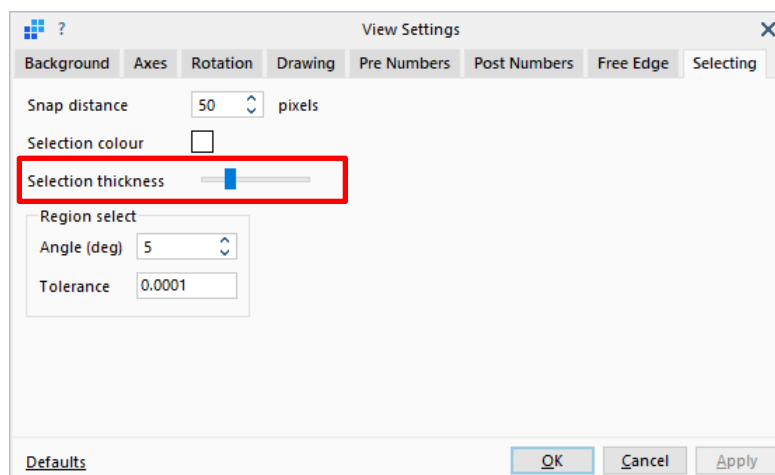 ? View Settings
Background Axes Rotation Drawing Pre Numbers Post Numbers Free Edge Selecting
Snap distance 50 pixels
Selection colour
Selection thickness
Region select
Angle (deg) 5
Tolerance 0.0001
Defaults OK Cancel Apply